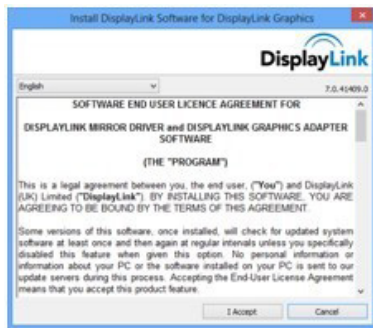 Install DisplayLink Software for DisplayLink Graphics
DisplayLink
English
7.0.41409.0
SOFTWARE END USER LICENCE AGREEMENT FOR
DISPLAYLINK MIRROR DRIVER and DISPLAYLINK GRAPHICS ADAPTER
SOFTWARE
(THE "PROGRAM")
This is a legal agreement between you, the end user, ("You") and DisplayLink
(UK) Limited ("DisplayLink"). BY INSTALLING THIS SOFTWARE, YOU ARE
AGREEING TO BE BOUND BY THE TERMS OF THIS AGREEMENT.
Some versions of this software, once installed, will check for updated system
software at least once and then again at regular intervals unless you specifically
disabled this feature when given this option. No personal information or
information about your PC or the software installed on your PC is sent to our
update servers during this process. Accepting the End-User License Agreement
means that you accept this product feature.
I Accept
Cancel